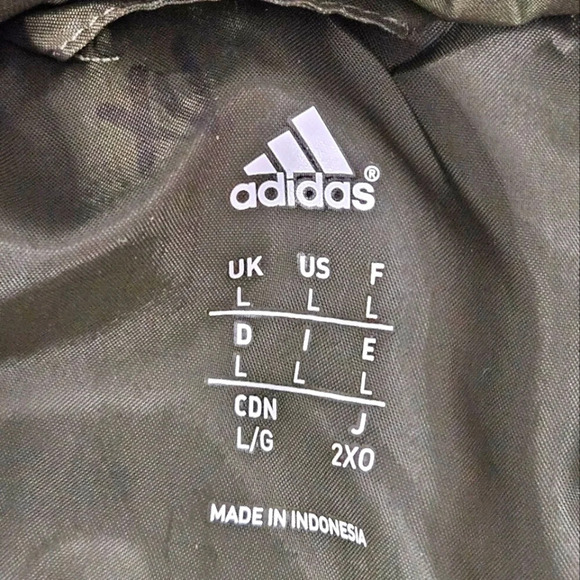 adidas®
UK US F
L L L
D I E
L L L
CDN J
L/G 2XO
MADE IN INDONESIA